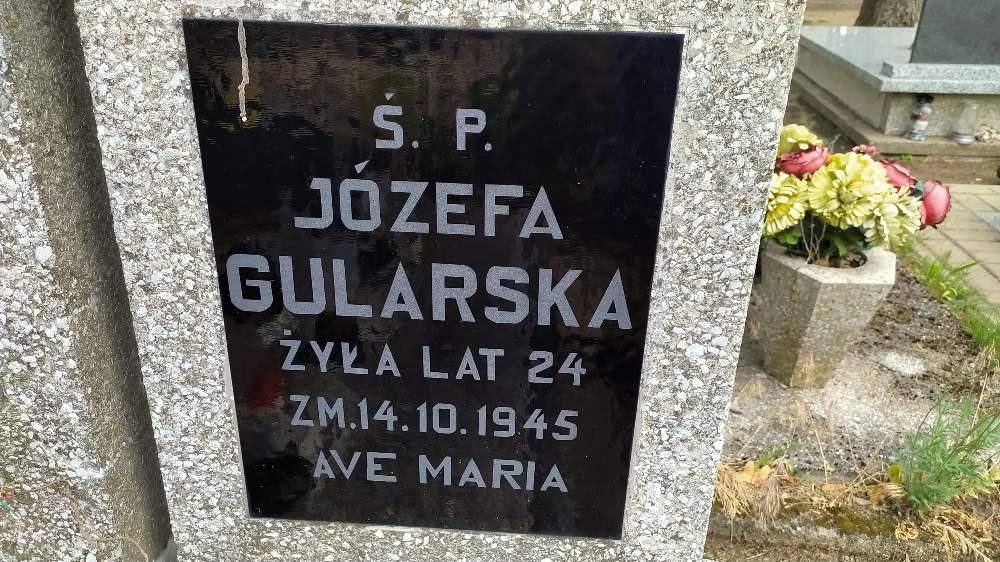 Ś. P.
JÓZEFA
GULARSKA
ŻYŁA LAT 24
ZM.14.10.1945
AVE MARIA